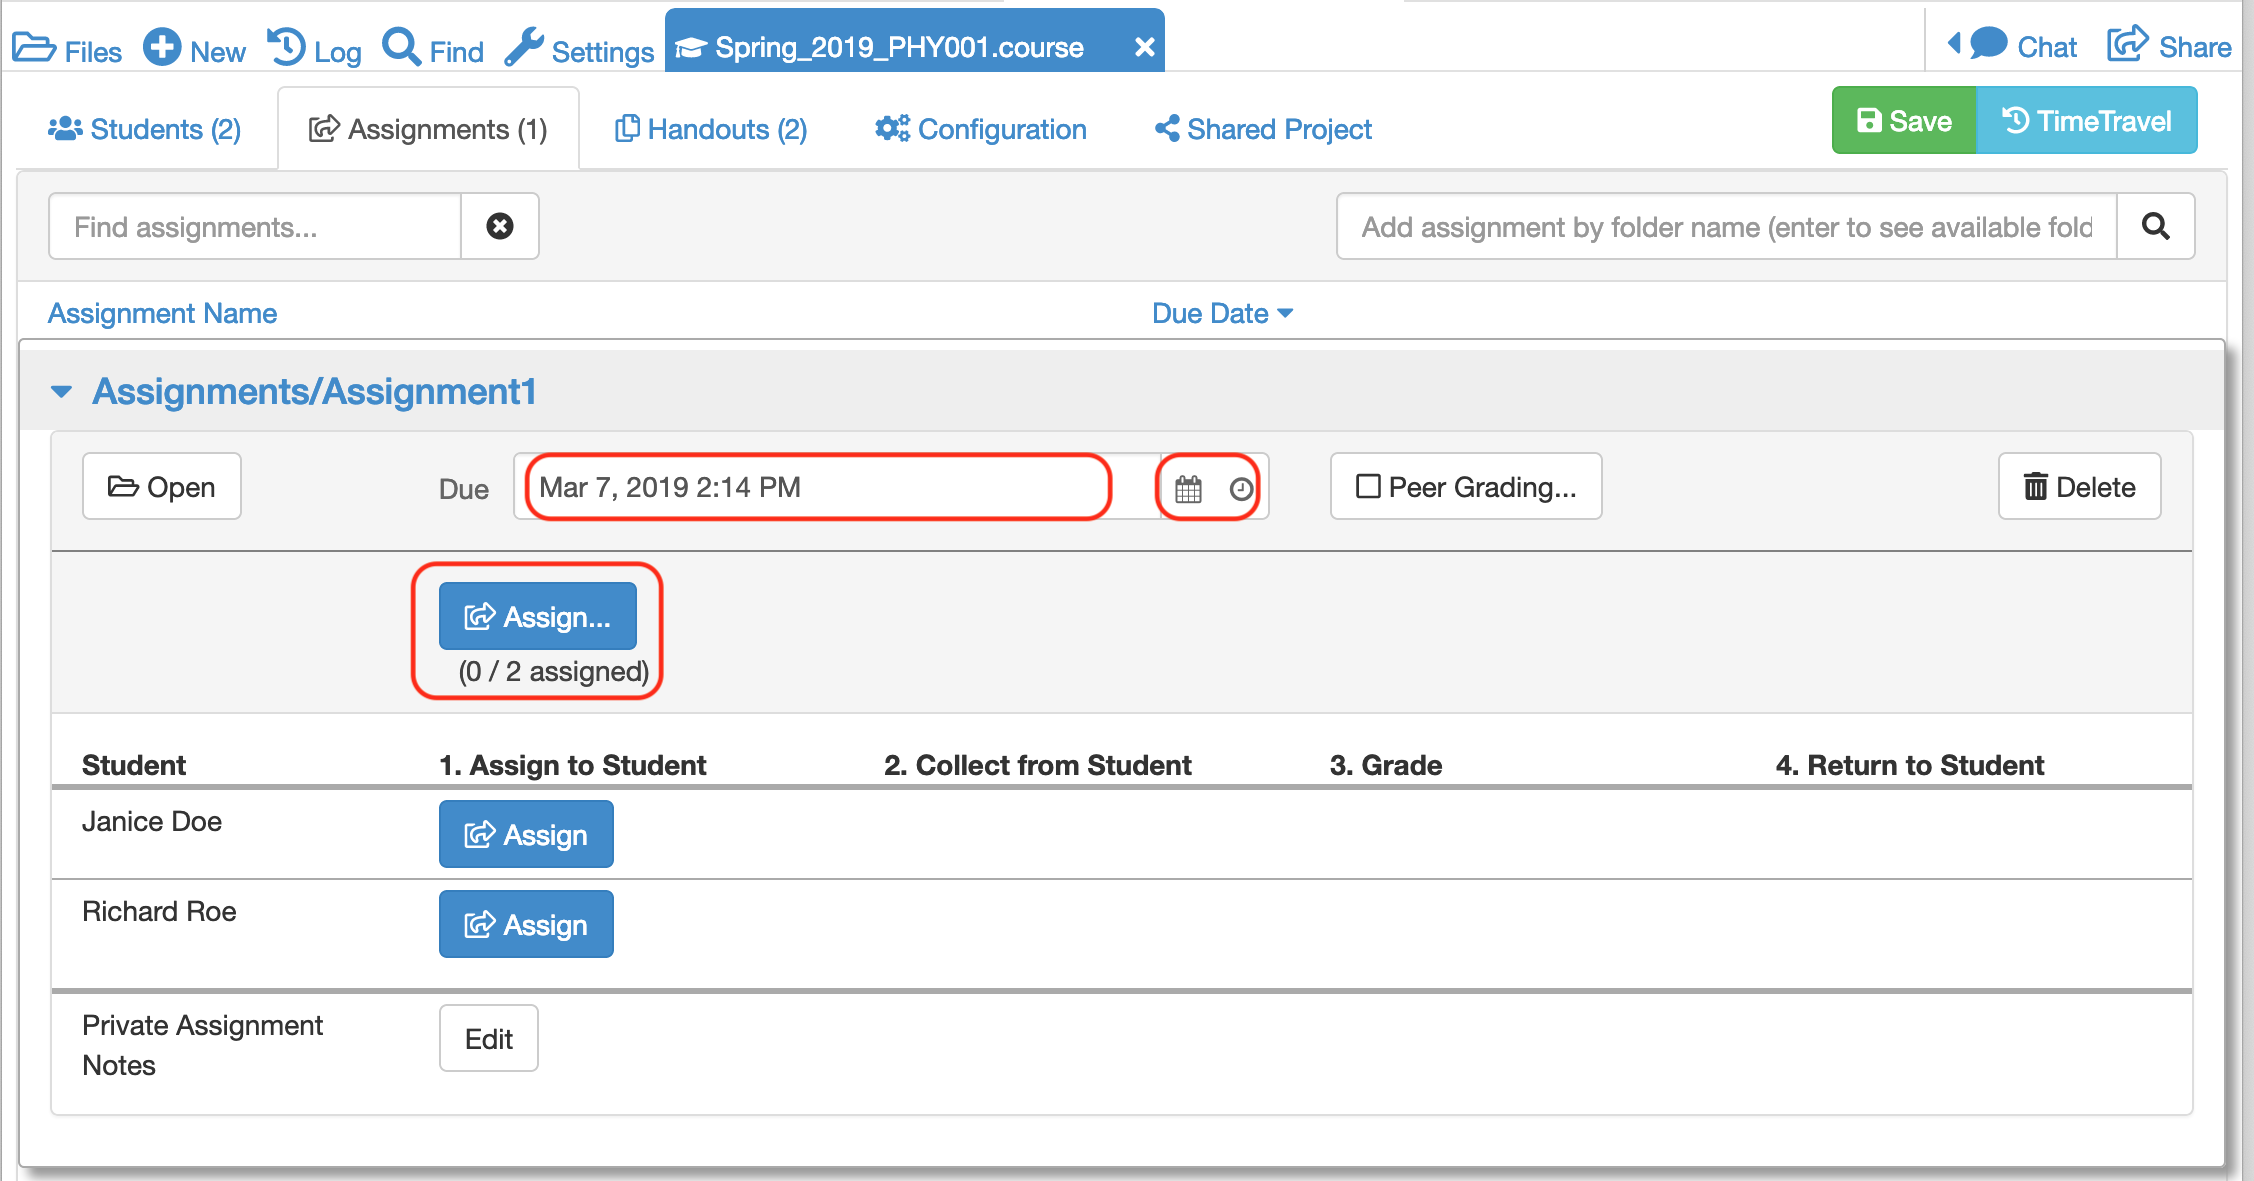 Files New Log Find Settings Spring_2019_PHY001.course Chat Share
Students (2) Assignments (1) Handouts (2) Configuration Shared Project Save TimeTravel
Find assignments... Add assignment by folder name (enter to see available fold
Assignment Name Due Date
Assignments/Assignment1
Open Due Mar 7, 2019 2:14 PM Peer Grading... Delete
Assign...
(0 / 2 assigned)
Student 1. Assign to Student 2. Collect from Student 3. Grade 4. Return to Student
Janice Doe Assign
Richard Roe Assign
Private Assignment Edit
Notes